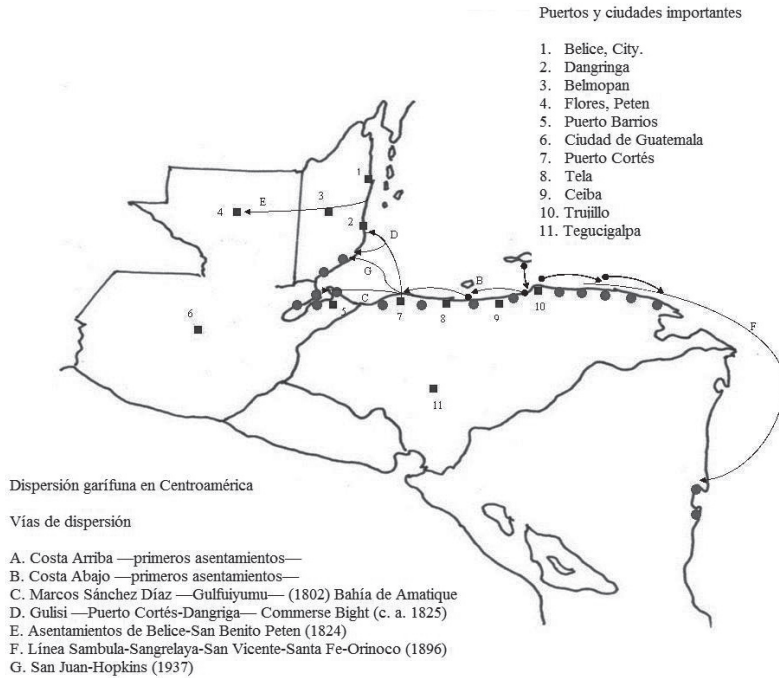 Puertos y ciudades importantes
1. Belice, City.
2. Dangringa
3. Belmopan
4. Flores, Peten
5. Puerto Barrios
6. Ciudad de Guatemala
7. Puerto Cortés
8. Tela
9. Ceiba
10. Trujillo
11. Tegucigalpa
1
E
4
3
2
D
G
B
C
5
7
8
9
10
6
F
11
Dispersión garífuna en Centroamérica
Vías de dispersión
A. Costa Arriba —primeros asentamientos—
B. Costa Abajo —primeros asentamientos—
C. Marcos Sánchez Díaz —Gulfuiyumu— (1802) Bahía de Amatique
D. Gulisi —Puerto Cortés-Dangriga— Commerse Bight (c. a. 1825)
E. Asentamientos de Belice-San Benito Peten (1824)
F. Línea Sambula-Sangrelaya-San Vicente-Santa Fe-Orinoco (1896)
G. San Juan-Hopkins (1937)